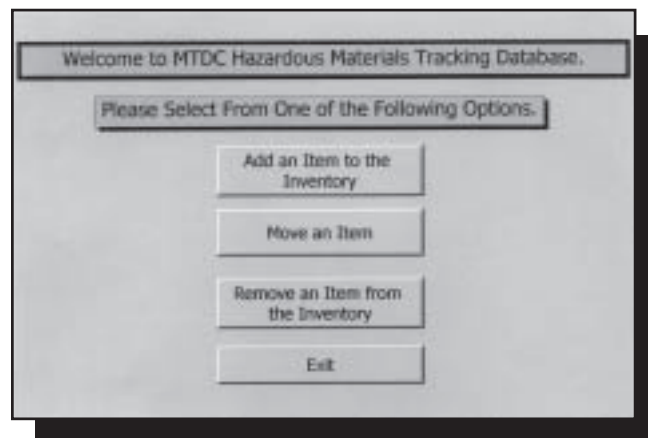 Welcome to MTDC Hazardous Materials Tracking Database.
Please Select From One of the Following Options.
Add an Item to the
Inventory
Move an Item
Remove an Item from
the Inventory
Exit